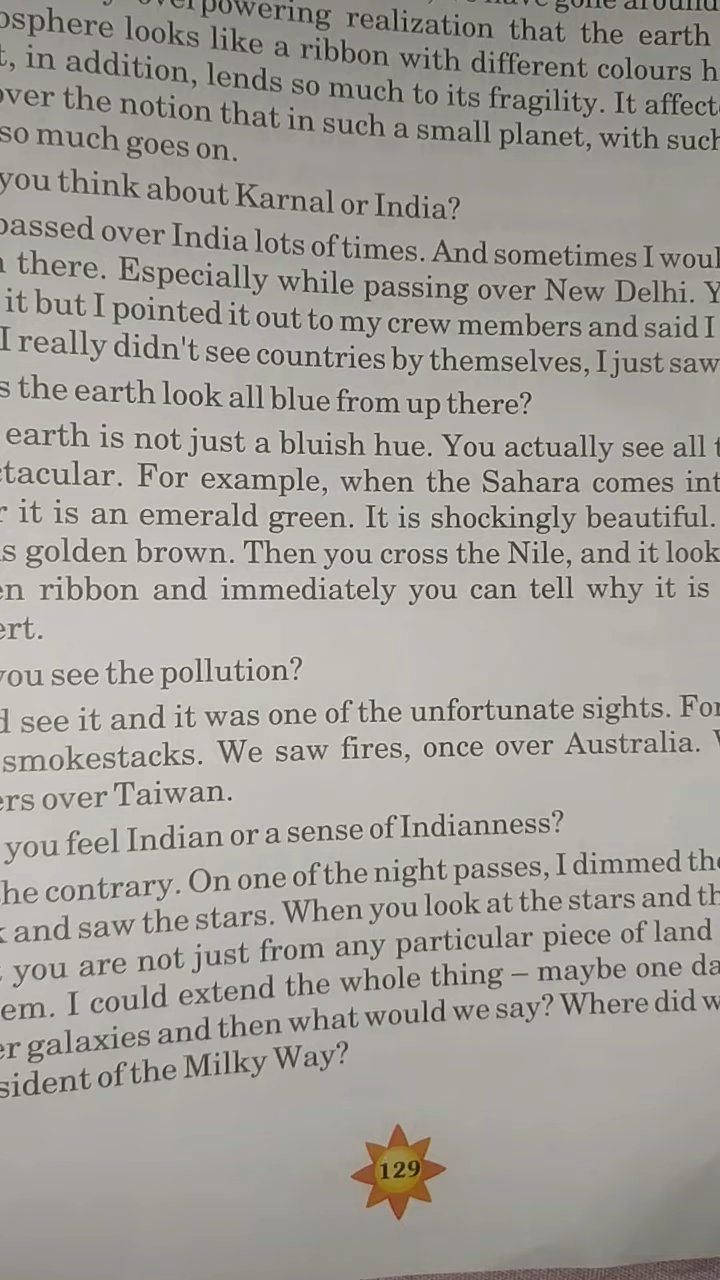 powering realization that the earth
osphere looks like a ribbon with different colours h
t, in addition, lends so much to its fragility. It affect
over the notion that in such a small planet, with such
so much goes on.
you think about Karnal or India?
passed over India lots of times. And sometimes I woul
there. Especially while passing over New Delhi. Y
it but I pointed it out to my crew members and said I
I really didn't see countries by themselves, I just saw
s the earth look all blue from up there?
earth is not just a bluish hue. You actually see all t
ctacular. For example, when the Sahara comes int
r it is an emerald green. It is shockingly beautiful.
s golden brown. Then you cross the Nile, and it look
en ribbon and immediately you can tell why it is
ert.
you see the pollution?
d see it and it was one of the unfortunate sights. For
smokestacks. We saw fires, once over Australia.
ers over Taiwan.
you feel Indian or a sense of Indianness?
he contrary. On one of the night passes, I dimmed the
and saw the stars. When you look at the stars and th
you are not just from any particular piece of land
em. I could extend the whole thing – maybe one da
er galaxies and then what would we say? Where did w
sident of the Milky Way?
129